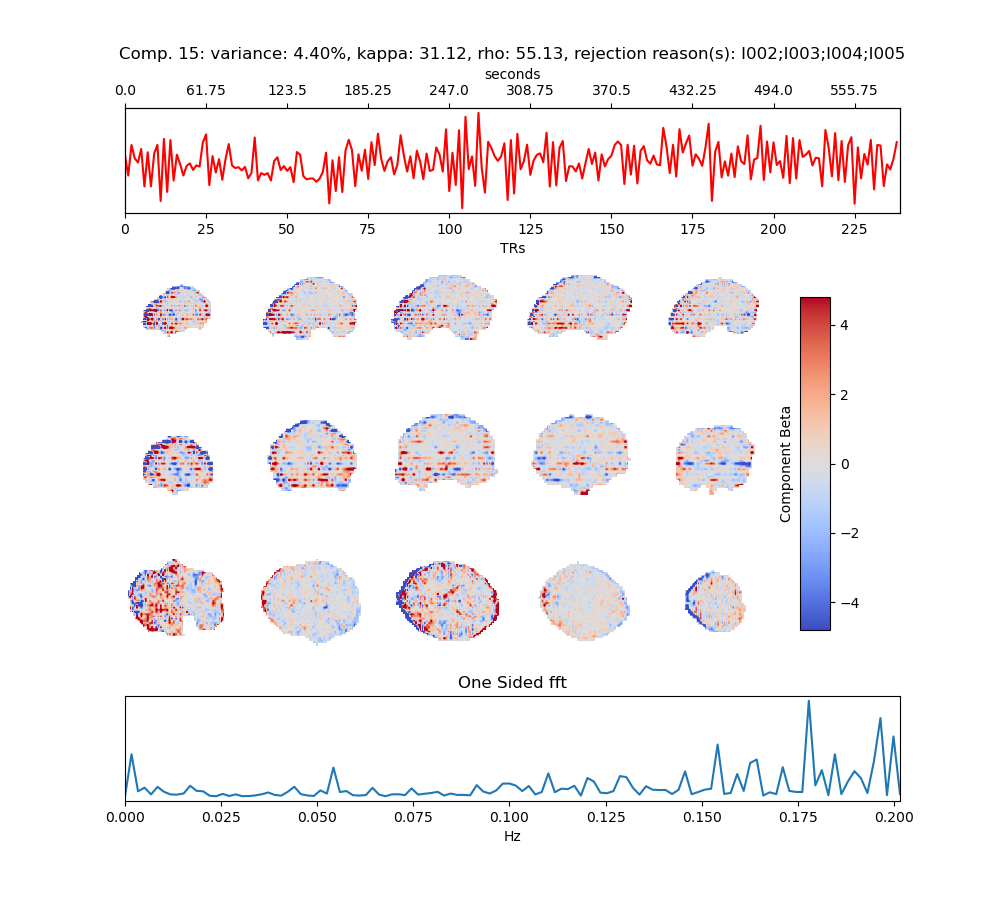 Comp. 15: variance: 4.40%, kappa: 31.12, rho: 55.13, rejection reason(s): I002;I003;I004;I005
seconds
0.0 61.75 123.5 185.25 247.0 308.75 370.5 432.25 494.0 555.75
0 25 50 75 100 125 150 175 200 225
TRs
4
2
0
−2
−4
Component Beta
One Sided fft
0.000 0.025 0.050 0.075 0.100 0.125 0.150 0.175 0.200
Hz